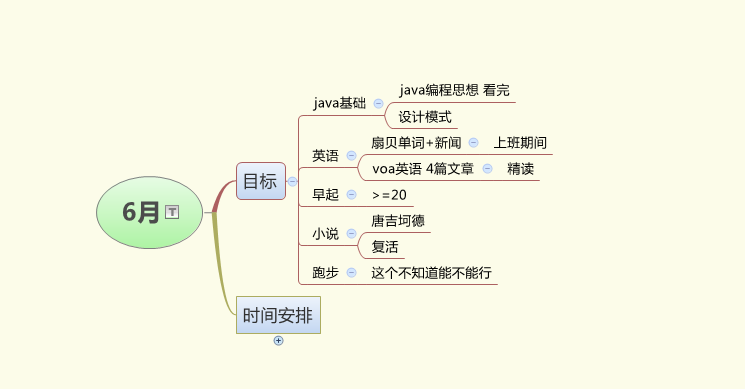 6月
目标
java基础
java编程思想 看完
设计模式
英语
扇贝单词+新闻
上班期间
voa英语 4篇文章
精读
早起
>=20
小说
唐吉坷德
复活
跑步
这个不知道能不能行
时间安排